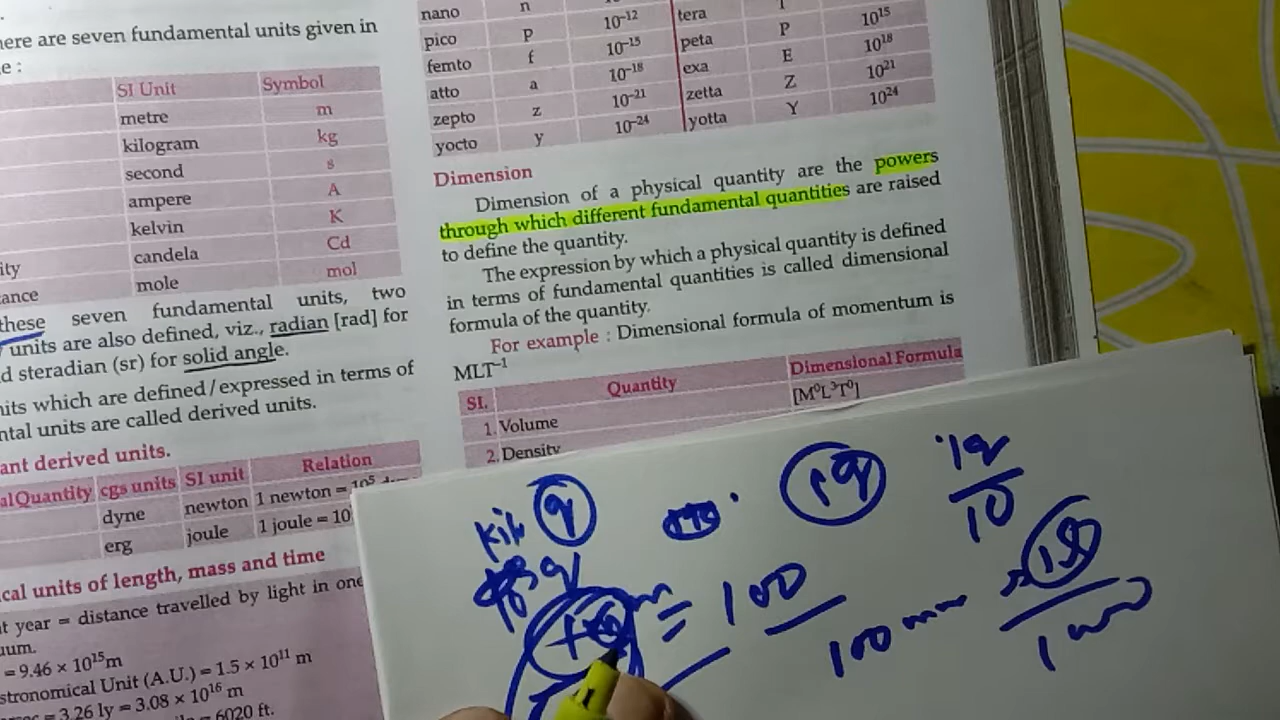 here are seven fundamental units given in
e :
SI Unit Symbol
metre m
kilogram kg
second s
ampere A
kelvin K
ity candela Cd
ance mole mol
these seven fundamental units, two
units are also defined, viz., radian [rad] for
d steradian (sr) for solid angle.
nits which are defined/expressed in terms of
ntal units are called derived units.
ant derived units.
alQuantity cgs units SI unit Relation
dyne newton 1 newton = 10⁵
erg joule 1 joule = 10
cal units of length, mass and time
t year = distance travelled by light in one
uum.
= 9.46 × 10¹⁵m
stronomical Unit (A.U.) = 1.5 × 10¹¹ m
= 3.26 ly = 3.08 × 10¹⁶ m
= 6020 ft.
nano n tera
pico p 10⁻¹² peta P 10¹⁵
femto f 10⁻¹⁵ exa E 10¹⁸
atto a 10⁻¹⁸ zetta Z 10²¹
zepto z 10⁻²¹ yotta Y 10²⁴
yocto y 10⁻²⁴
Dimension
Dimension of a physical quantity are the powers
through which different fundamental quantities are raised
to define the quantity.
The expression by which a physical quantity is defined
in terms of fundamental quantities is called dimensional
formula of the quantity.
For example : Dimensional formula of momentum is
MLT⁻¹
SI. Quantity Dimensional Formula
1. Volume [M⁰L³T⁰]
2. Density
10
= 100
100